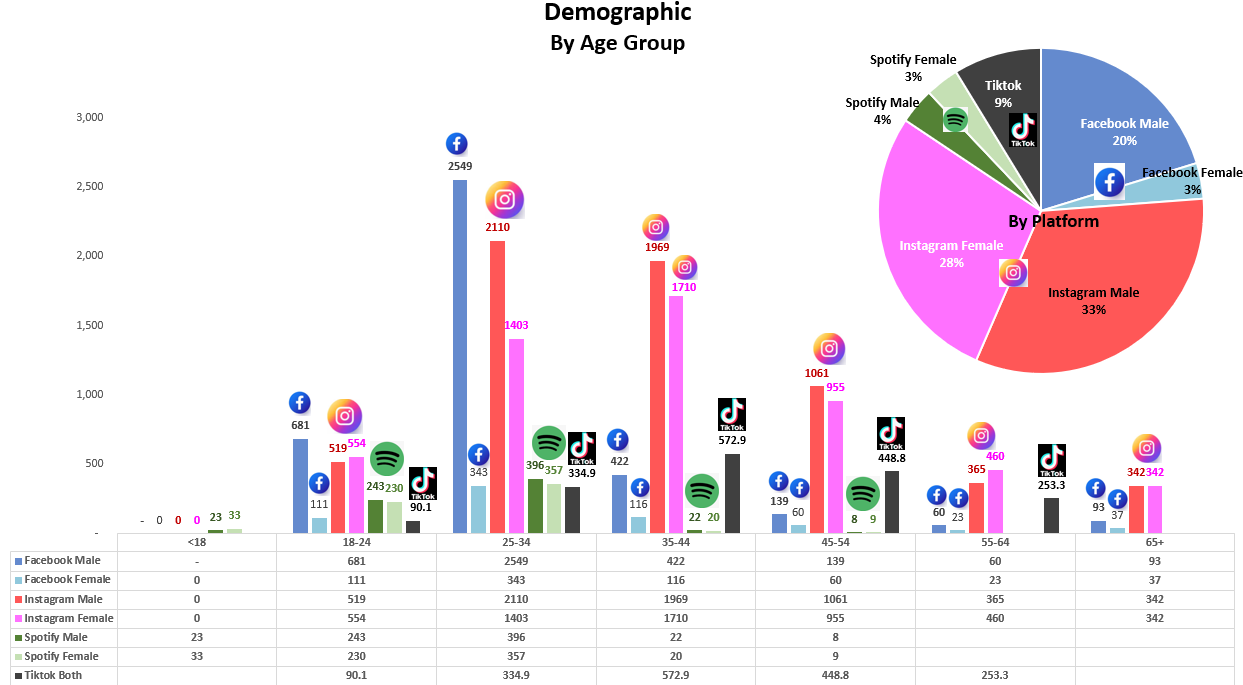 Demographic
By Age Group
3,000
2,500
2,000
1,500
1,000
500
-
- 0 0 0 23 33
681 111 519 554 243 230 90.1
2549 343 2110 1403 396 357 334.9
422 116 1969 1710 22 20 572.9
139 60 1061 955 8 9 448.8
60 23 365 460 253.3
93 37 342 342
TikTok
TikTok
TikTok
TikTok
TikTok
Spotify Female
3%
Spotify Male
4%
Tiktok
9%
TikTok
Facebook Male
20%
Facebook Female
3%
By Platform
Instagram Female
28%
Instagram Male
33%
<18 18-24 25-34 35-44 45-54 55-64 65+
Facebook Male - 681 2549 422 139 60 93
Facebook Female 0 111 343 116 60 23 37
Instagram Male 0 519 2110 1969 1061 365 342
Instagram Female 0 554 1403 1710 955 460 342
Spotify Male 23 243 396 22 8
Spotify Female 33 230 357 20 9
Tiktok Both 90.1 334.9 572.9 448.8 253.3